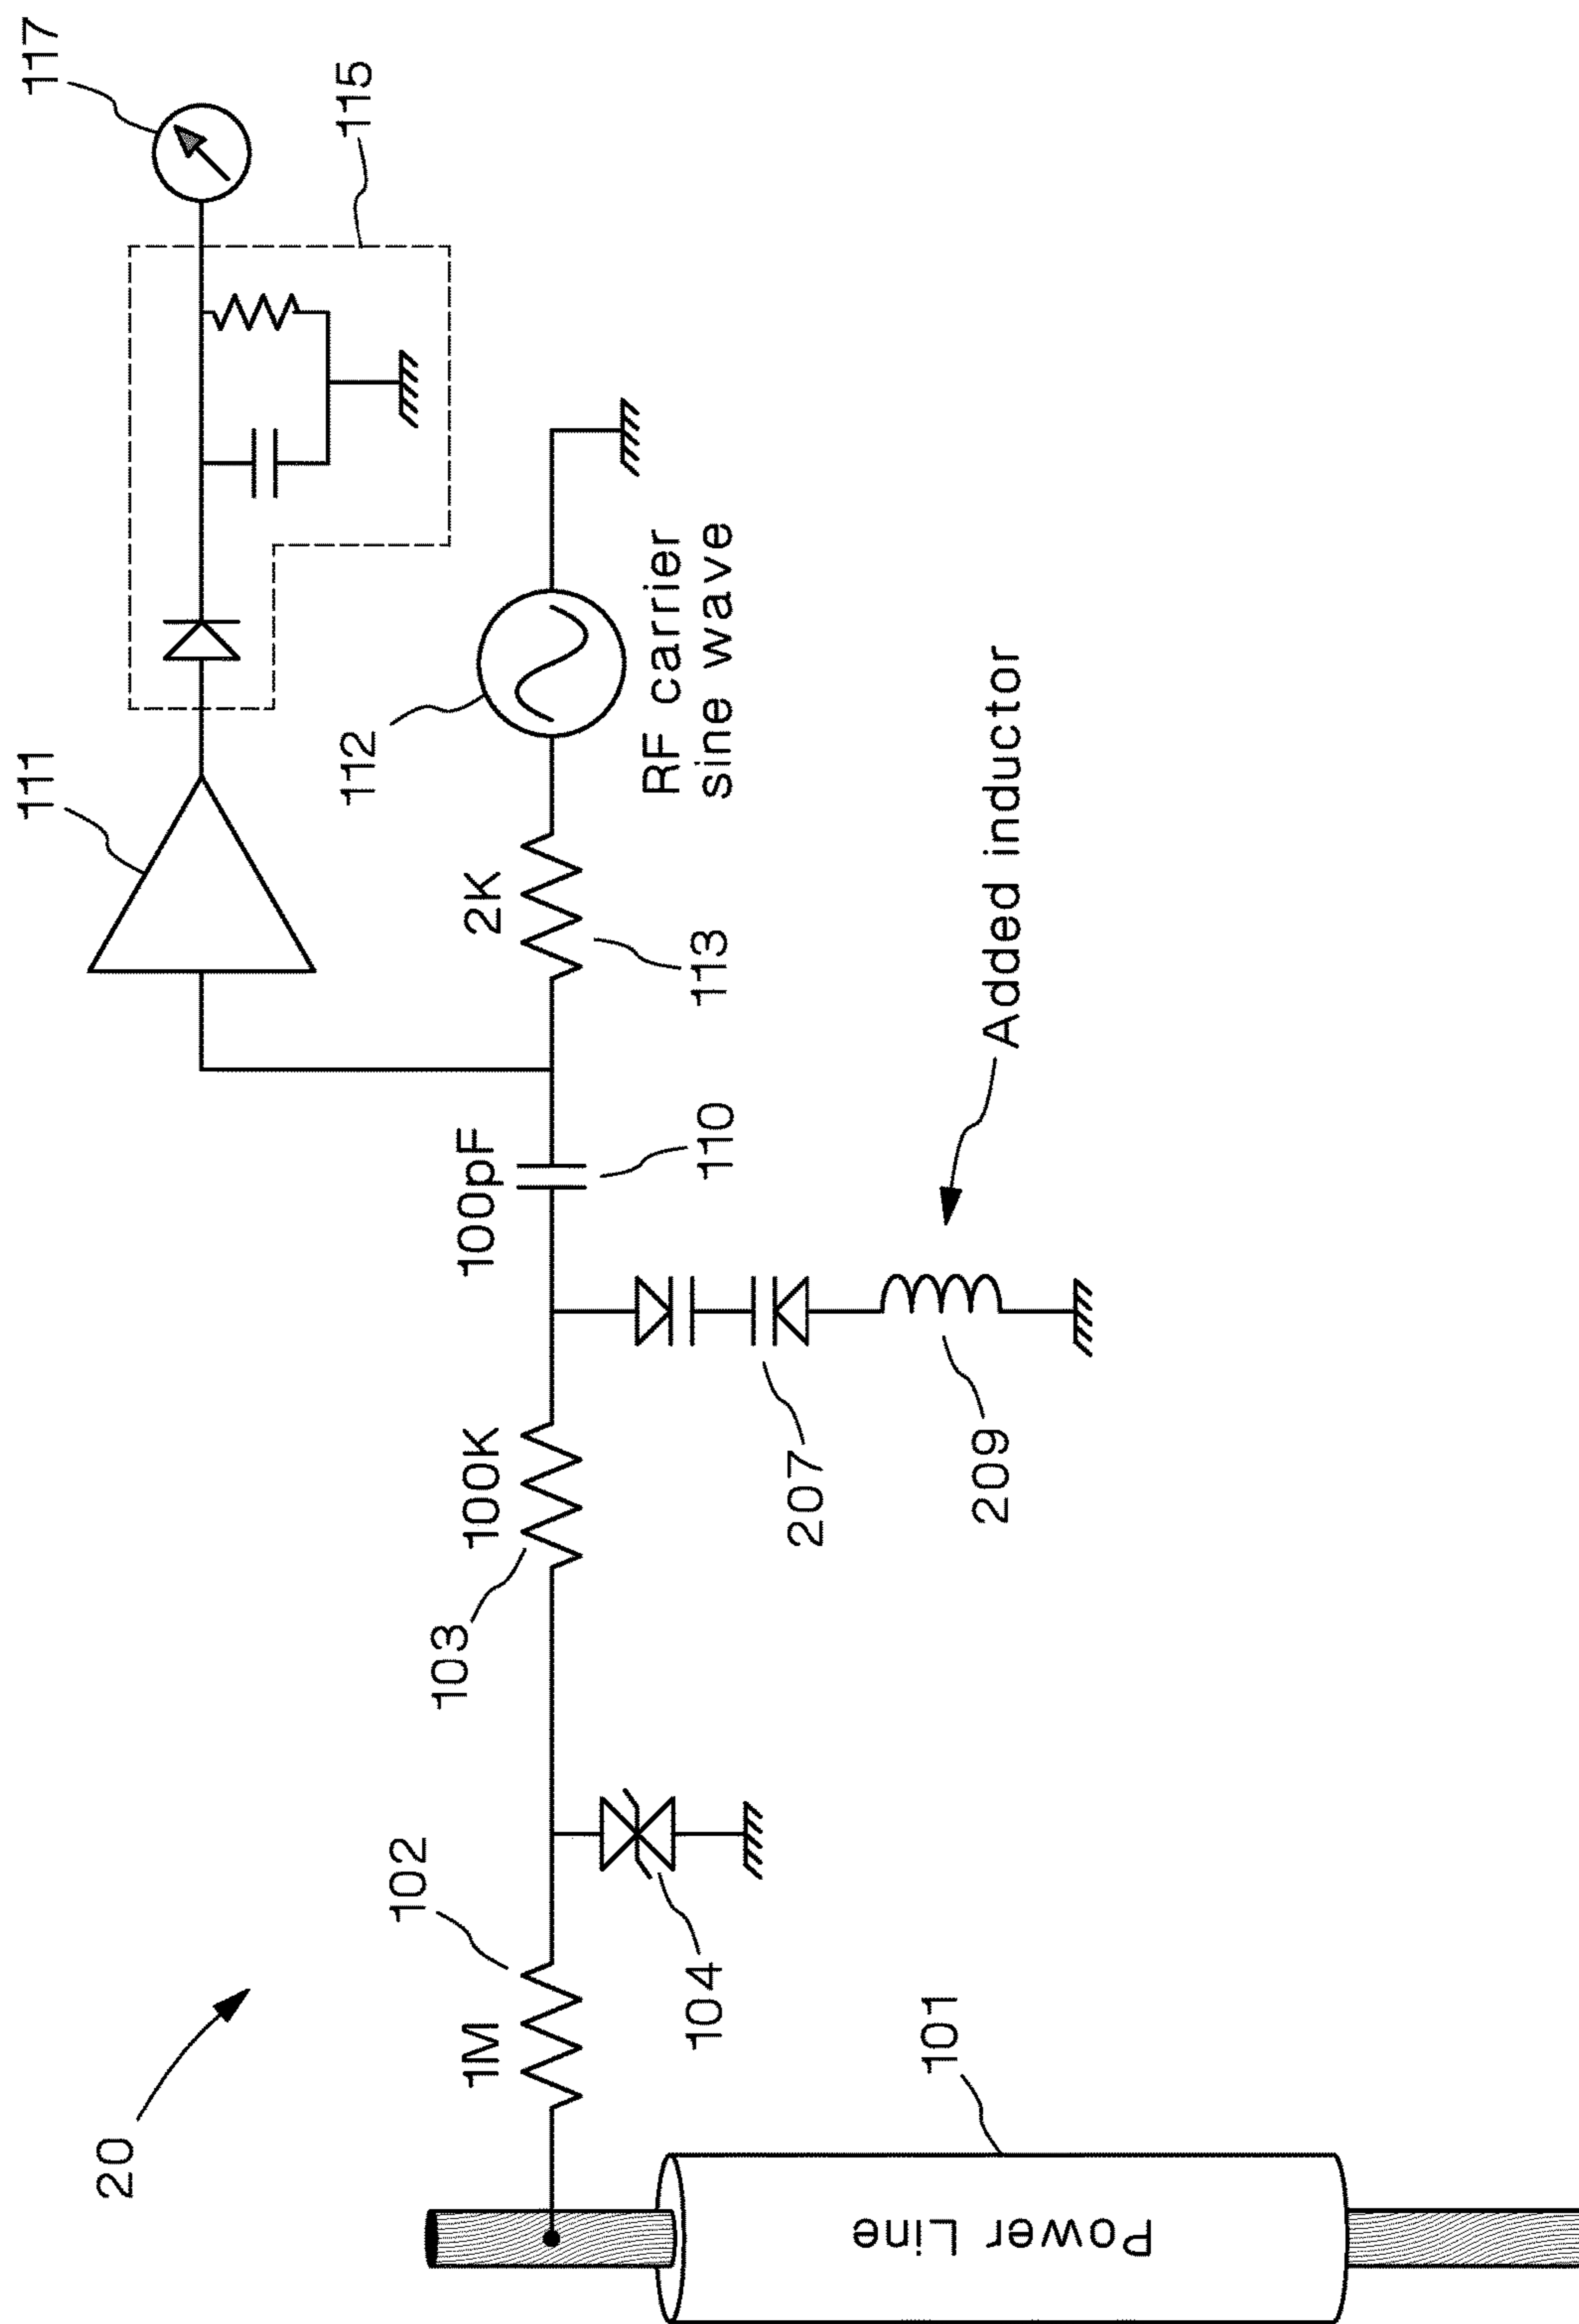 20
101
Power Line
1M
102
104
103
100K
207
209
Added inductor
100pF
110
2K
113
112
RF carrier
sine wave
111
115
117